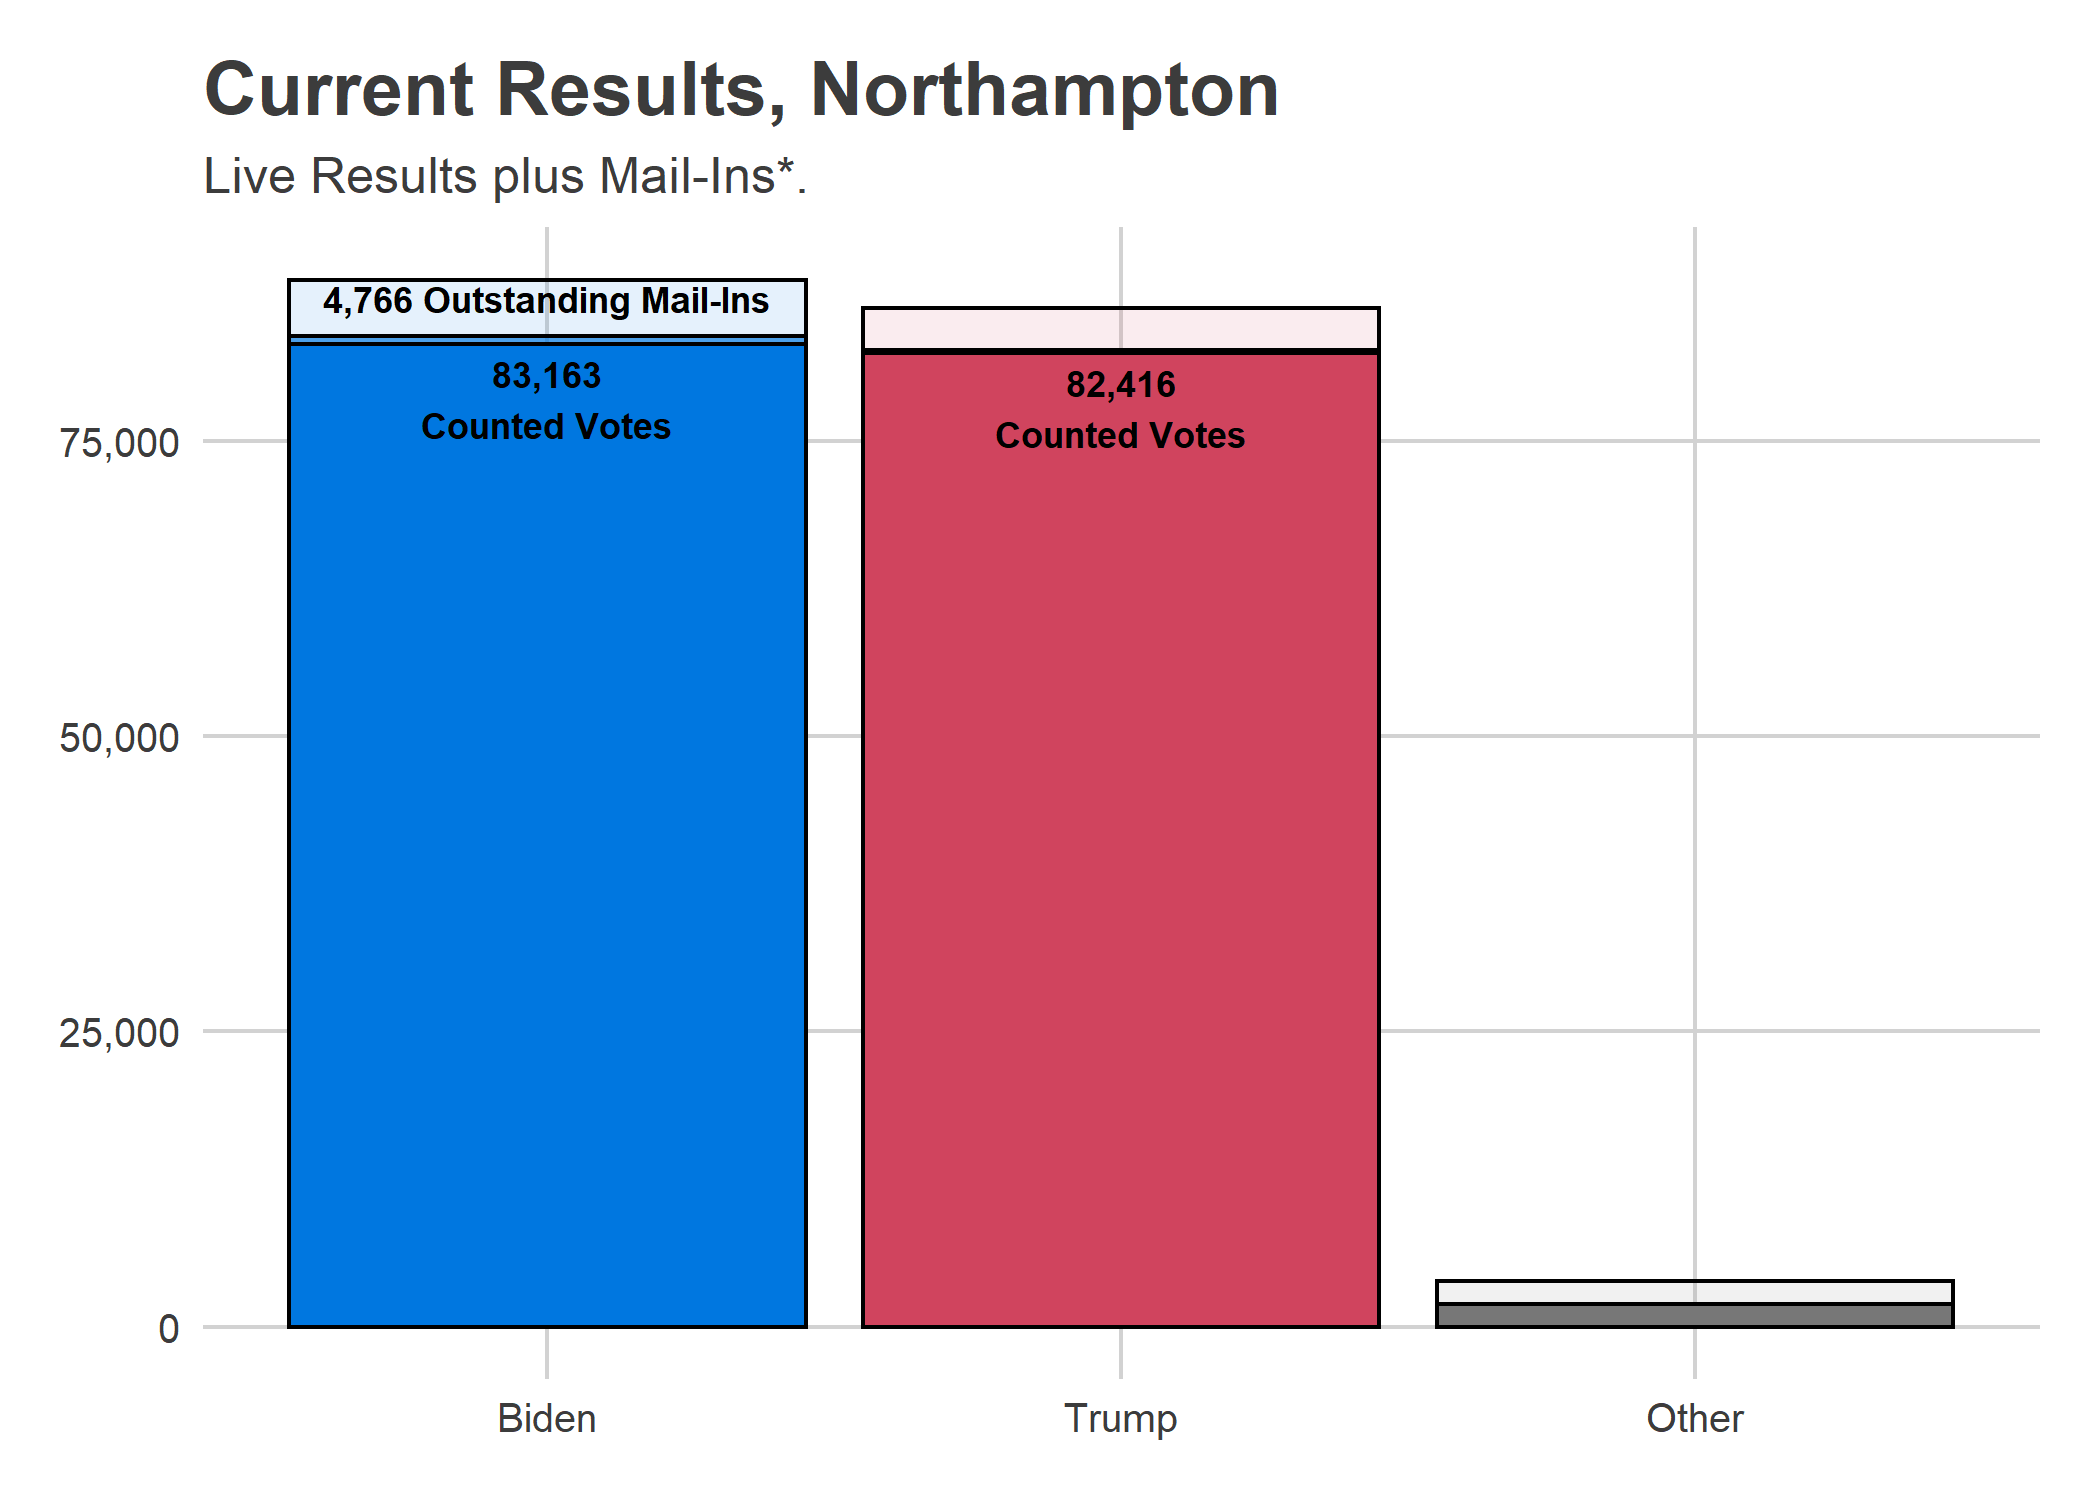 Current Results, Northampton
Live Results plus Mail-Ins*.
4,766 Outstanding Mail-Ins
83,163
Counted Votes
82,416
Counted Votes
75,000
50,000
25,000
0
Biden
Trump
Other